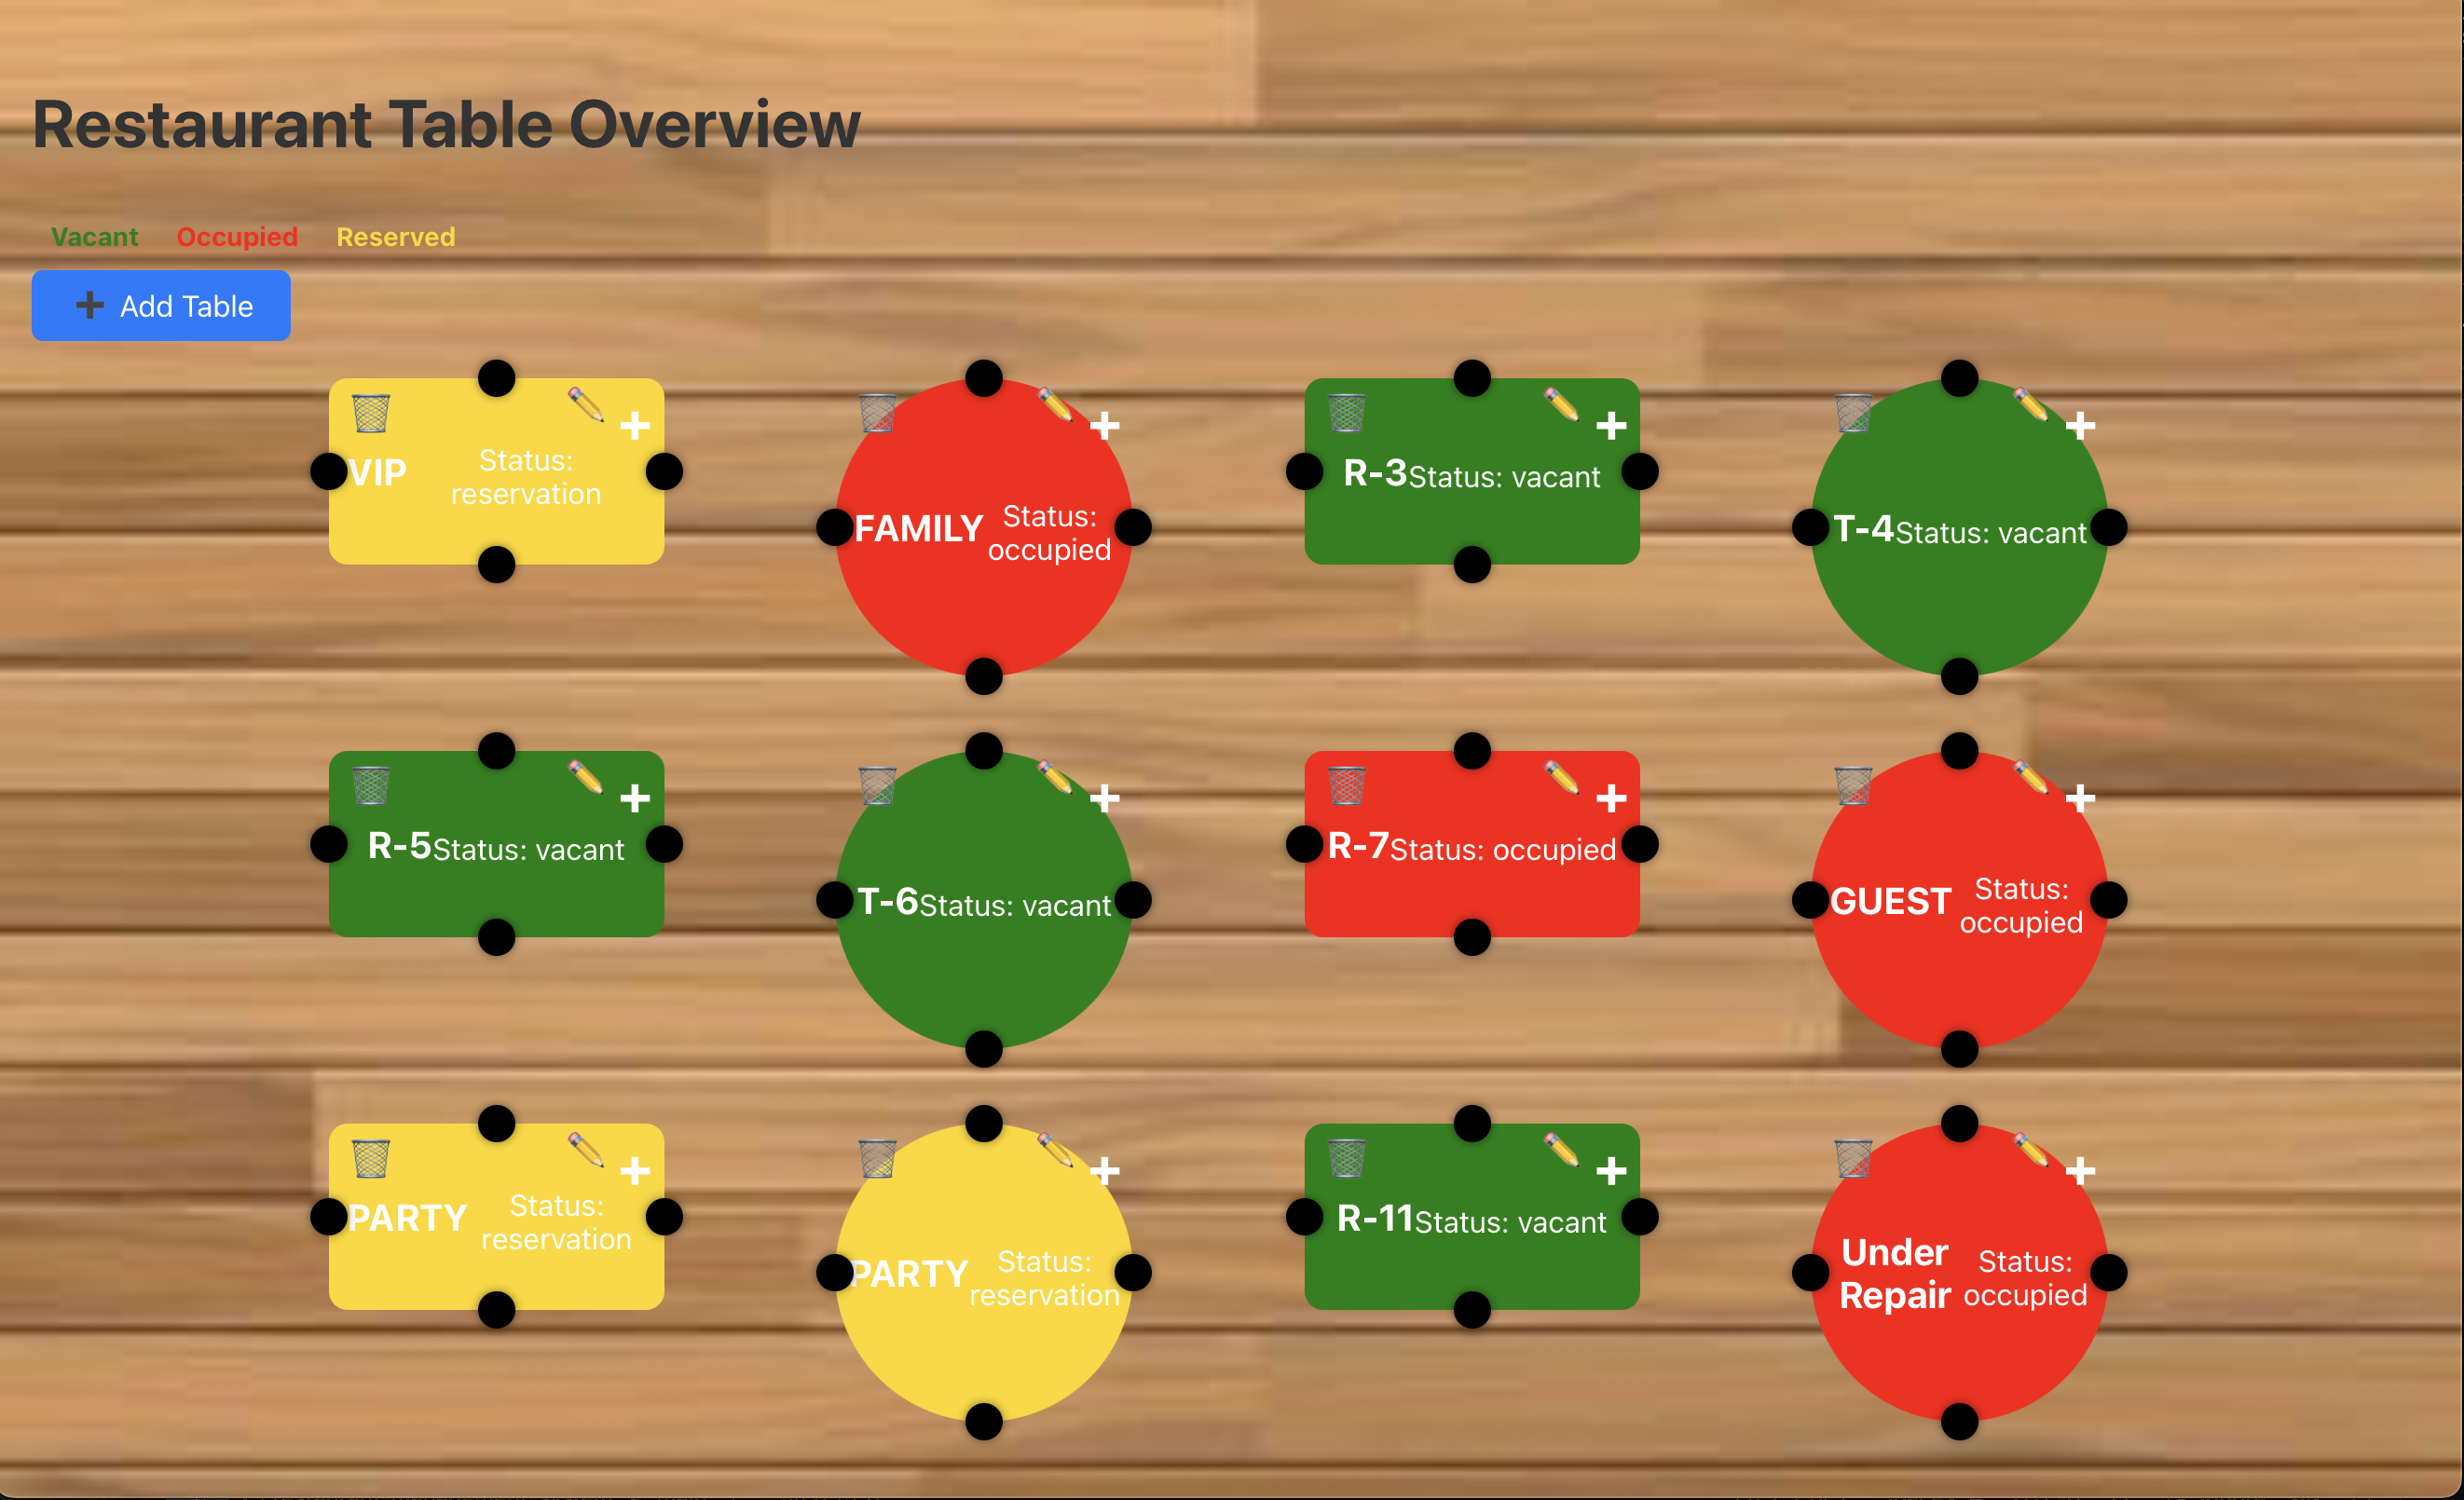 Restaurant Table Overview
Vacant Occupied Reserved
➕ Add Table
VIP
Status:
reservation
FAMILY
Status:
occupied
R-3 Status: vacant
T-4 Status: vacant
R-5 Status: vacant
T-6 Status: vacant
R-7 Status: occupied
GUEST
Status:
occupied
PARTY
Status:
reservation
PARTY
Status:
reservation
R-11 Status: vacant
Under
Repair
Status:
occupied